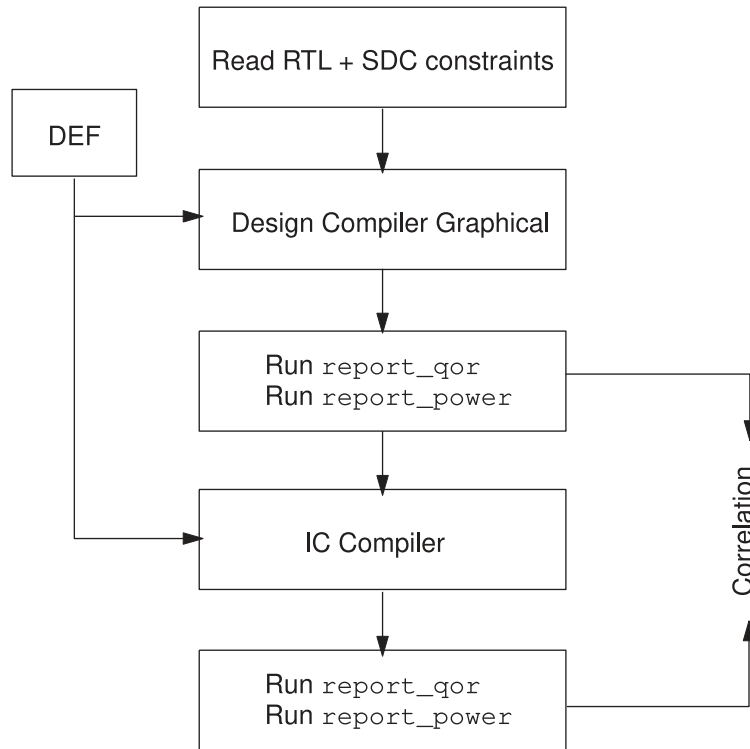 Read RTL + SDC constraints
DEF
Design Compiler Graphical
Run report_qor
Run report_power
IC Compiler
Correlation
Run report_qor
Run report_power